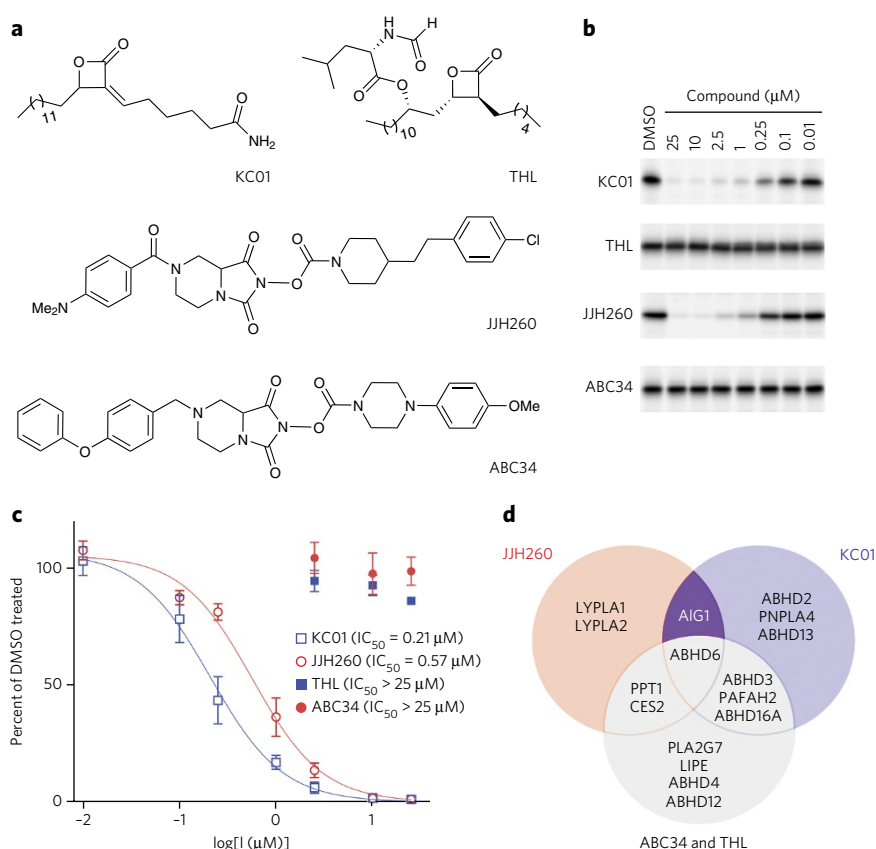 a
O
O
11
O
NH₂
KC01
H
N
O
O
O
O
O
10
4
THL
b
Compound (μM)
DMSO
25
10
2.5
1
0.25
0.1
0.01
KC01
THL
JJH260
ABC34
O
N
O
N
N
O
O
O
N
Cl
Me₂N
JJH260
O
N
O
N
N
O
O
O
N
N
OMe
O
ABC34
c
Percent of DMSO treated
100
50
0
−2
−1
0
1
log[I (μM)]
KC01 (IC₅₀ = 0.21 μM)
JJH260 (IC₅₀ = 0.57 μM)
THL (IC₅₀ > 25 μM)
ABC34 (IC₅₀ > 25 μM)
d
JJH260
KC01
LYPLA1
LYPLA2
AIG1
ABHD2
PNPLA4
ABHD13
ABHD6
PPT1
CES2
ABHD3
PAFAH2
ABHD16A
PLA2G7
LIPE
ABHD4
ABHD12
ABC34 and THL